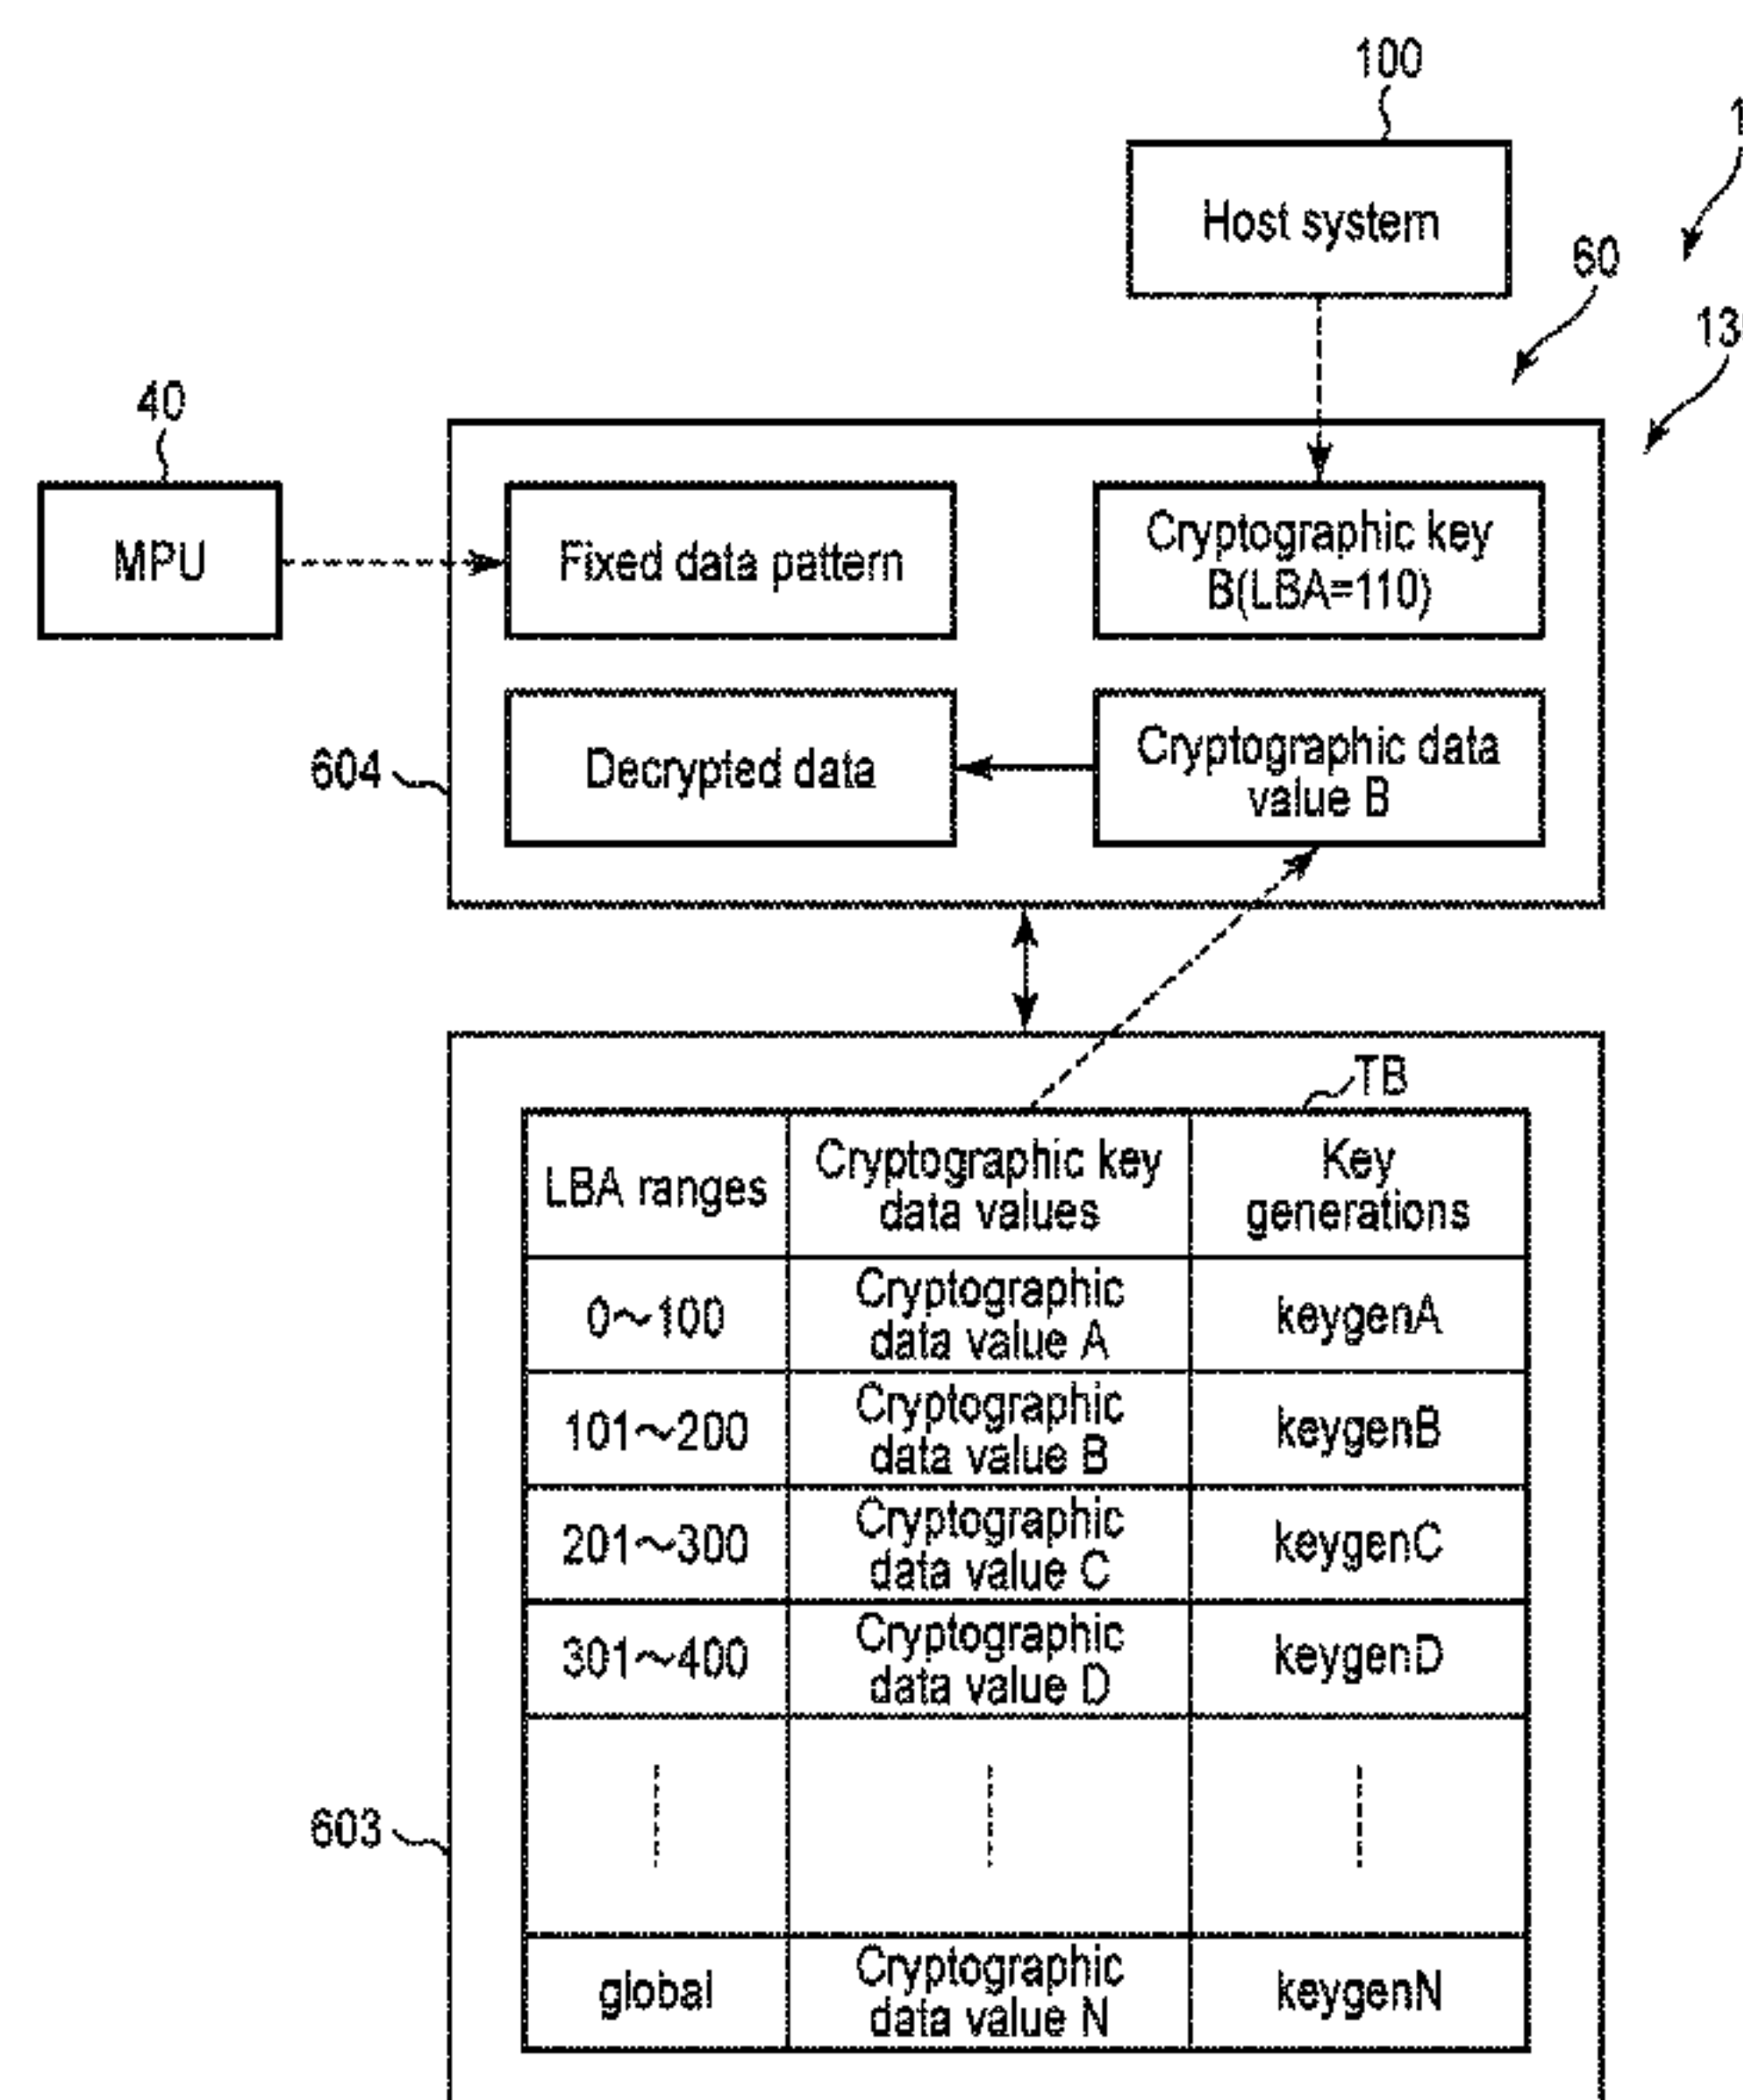 100
Host system
60
40
MPU
Fixed data pattern
Cryptographic key
B(LBA=110)
604
Decrypted data
Cryptographic data
value B
TB
LBA ranges
Cryptographic key
data values
Key
generations
0~100
Cryptographic
data value A
keygenA
101~200
Cryptographic
data value B
keygenB
201~300
Cryptographic
data value C
keygenC
301~400
Cryptographic
data value D
keygenD
603
global
Cryptographic
data value N
keygenN